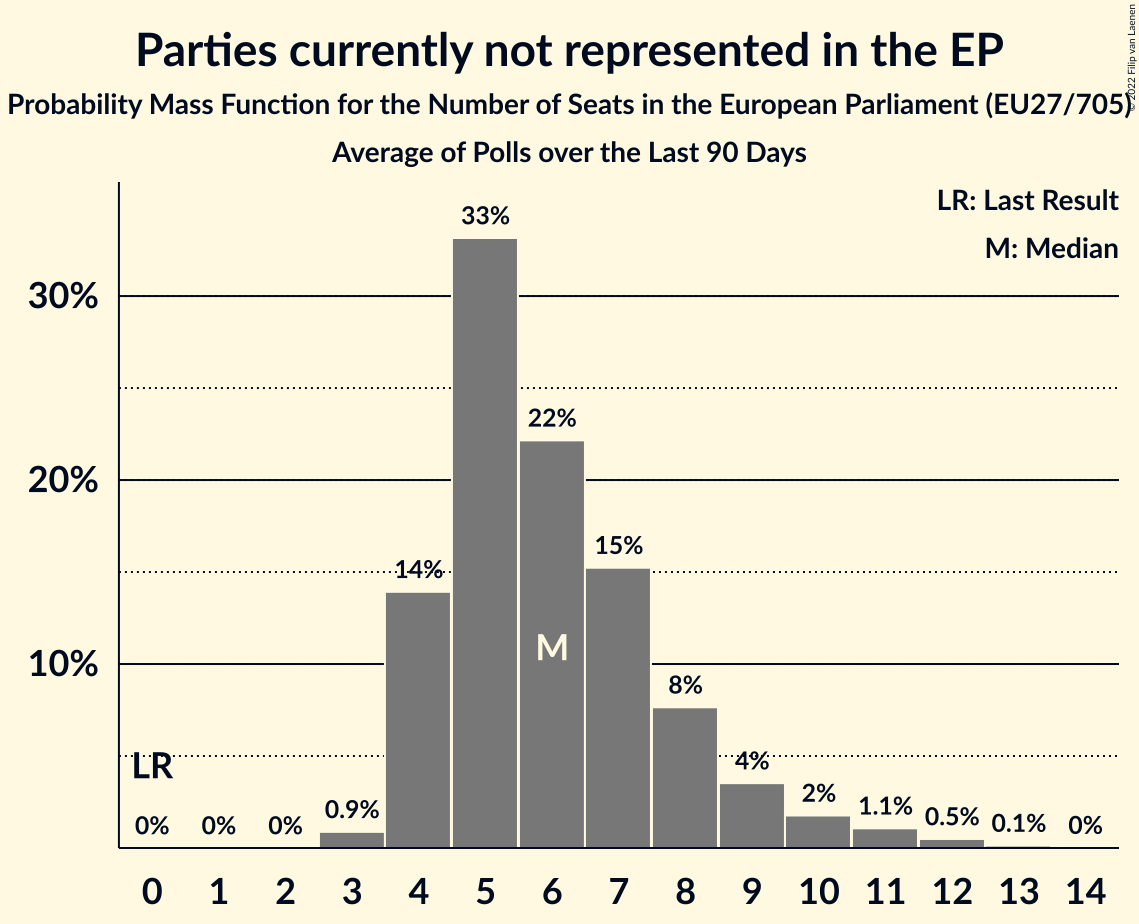 Parties currently not represented in the EP
Probability Mass Function for the Number of Seats in the European Parliament (EU27/705)
Average of Polls over the Last 90 Days
© 2022 Filip van Laenen
LR: Last Result
M: Median
30%
20%
10%
33%
22%
15%
14%
M
8%
LR
4%
0%
0%
0%
0.9%
2%
1.1%
0.5%
0.1%
0%
0 1 2 3 4 5 6 7 8 9 10 11 12 13 14